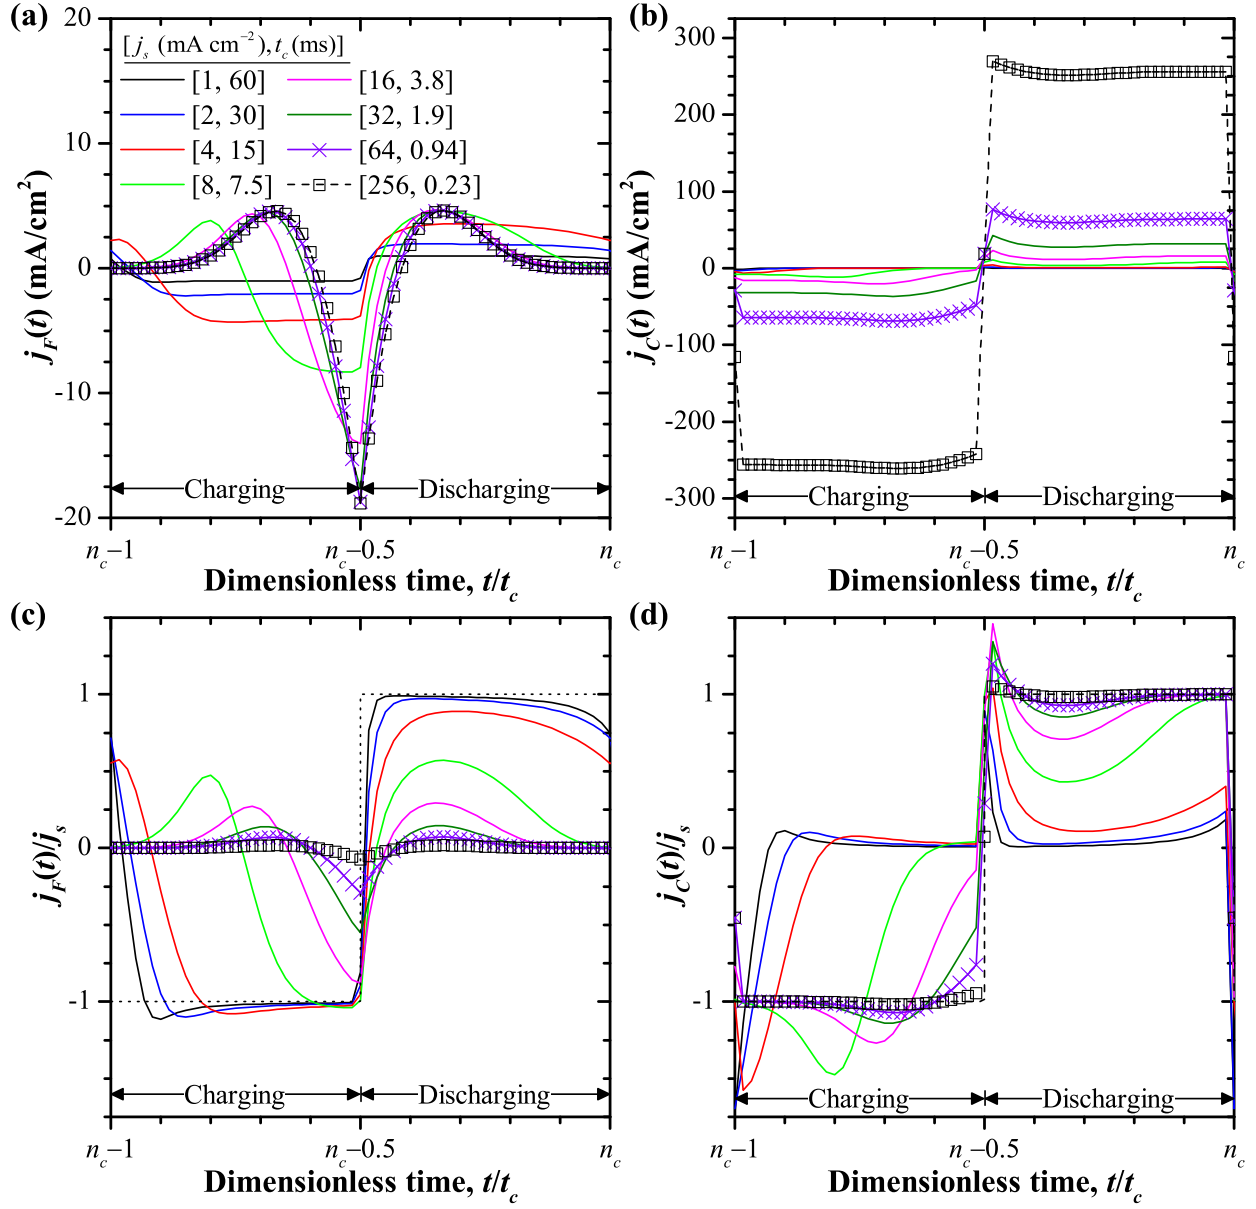 (a)
[j_s (mA cm⁻²), t_c (ms)]
[1, 60]
[2, 30]
[4, 15]
[8, 7.5]
[16, 3.8]
[32, 1.9]
[64, 0.94]
[256, 0.23]
20
10
0
-10
-20
j_F(t) (mA/cm²)
Charging
Discharging
n_c−1
n_c−0.5
n_c
Dimensionless time, t/t_c
(b)
300
200
100
0
-100
-200
-300
j_C(t) (mA/cm²)
Charging
Discharging
n_c−1
n_c−0.5
n_c
Dimensionless time, t/t_c
(c)
1
0
-1
j_F(t)/j_s
Charging
Discharging
n_c−1
n_c−0.5
n_c
Dimensionless time, t/t_c
(d)
1
0
-1
j_C(t)/j_s
Charging
Discharging
n_c−1
n_c−0.5
n_c
Dimensionless time, t/t_c